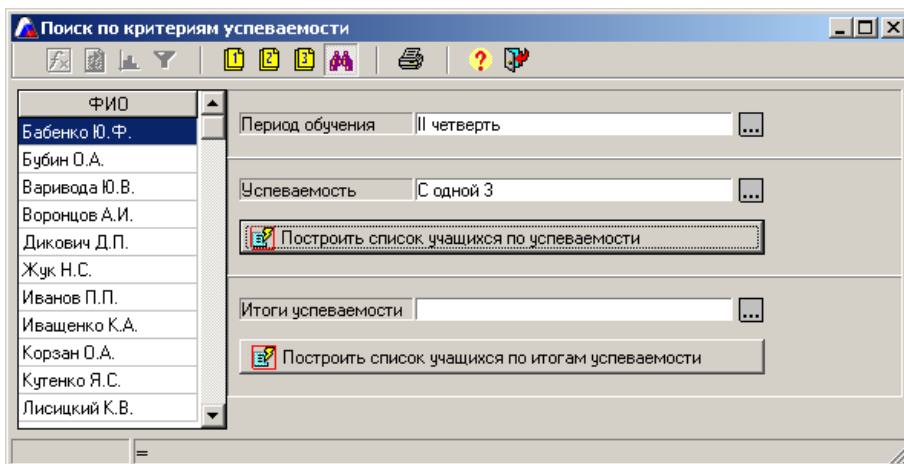 Поиск по критериям успеваемости
ФИО
Бабенко Ю.Ф.
Бубин О.А.
Варивода Ю.В.
Воронцов А.И.
Дикович Д.П.
Жук Н.С.
Иванов П.П.
Иващенко К.А.
Корзан О.А.
Кутенко Я.С.
Лисицкий К.В.
Период обучения II четверть ...
Успеваемость С одной 3 ...
Построить список учащихся по успеваемости
Итоги успеваемости ...
Построить список учащихся по итогам успеваемости
=